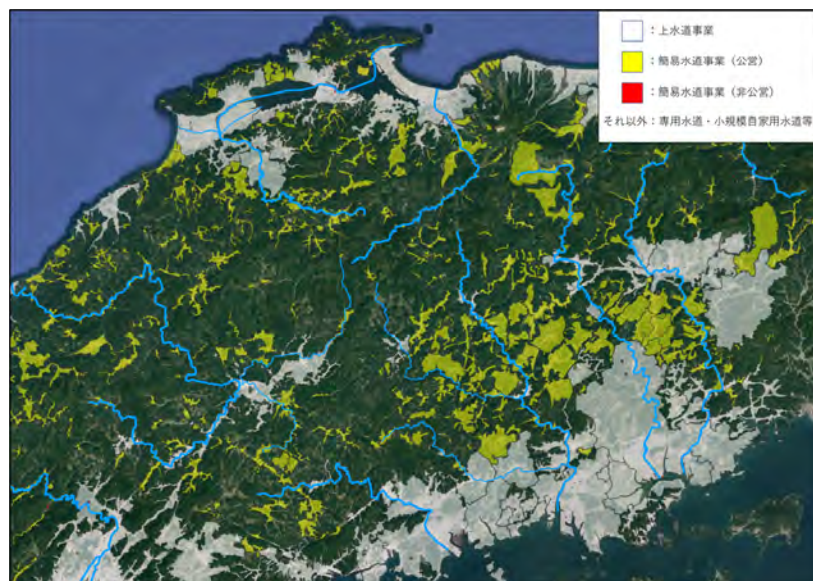 ：上水道事業
：簡易水道事業（公営）
：簡易水道事業（非公営）
それ以外：専用水道・小規模自家用水道等